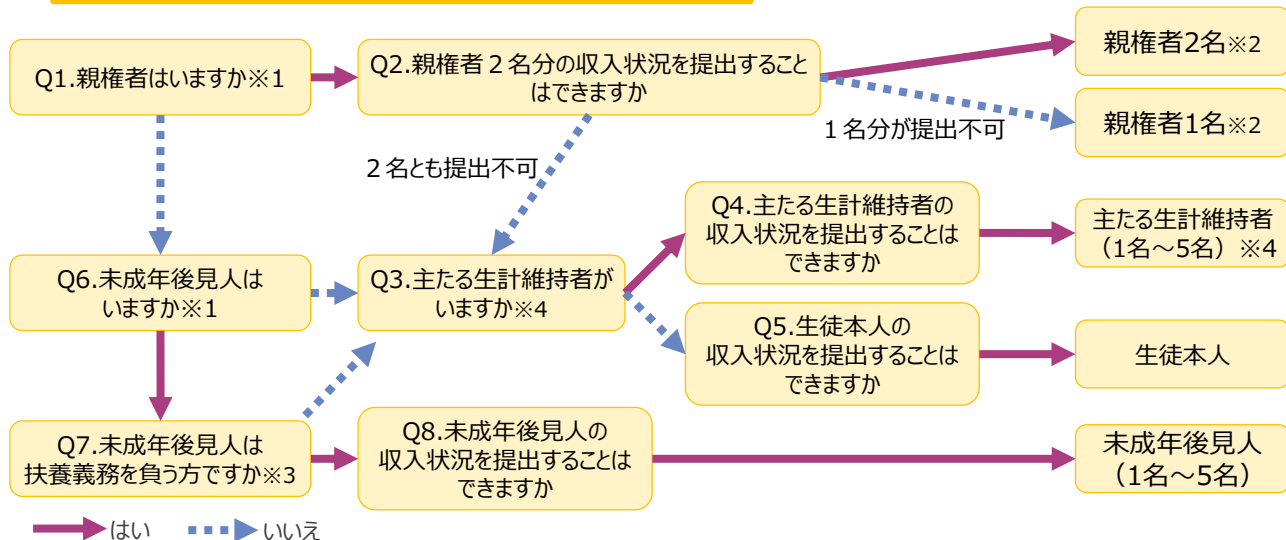 Q1.親権者はいますか※1
Q2.親権者２名分の収入状況を提出すること
はできますか
親権者2名※2
親権者1名※2
１名分が提出不可
２名とも提出不可
Q4.主たる生計維持者の
収入状況を提出することは
できますか
主たる生計維持者
（1名～5名）※4
Q6.未成年後見人は
いますか※1
Q3.主たる生計維持者が
いますか※4
Q5.生徒本人の
収入状況を提出することは
できますか
生徒本人
Q7.未成年後見人は
扶養義務を負う方ですか※3
Q8.未成年後見人の
収入状況を提出することは
できますか
未成年後見人
（1名～5名）
はい
いいえ